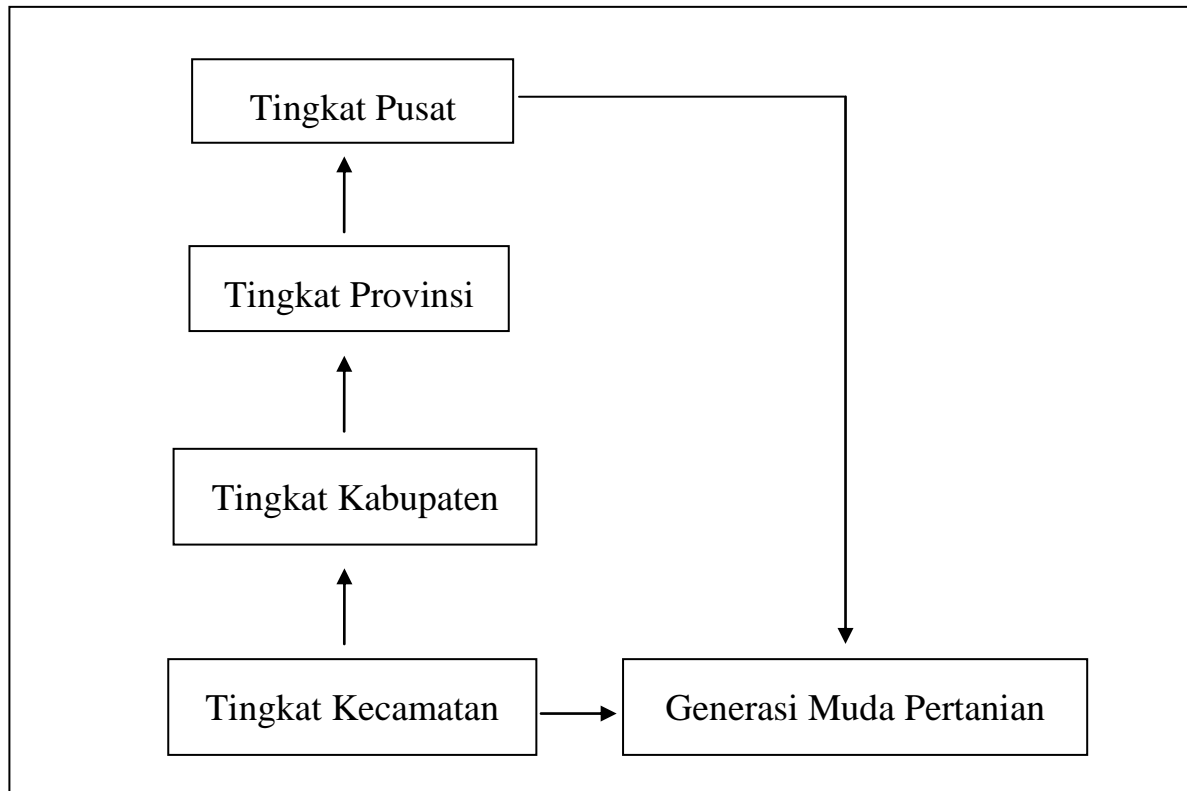 Tingkat Pusat
Tingkat Provinsi
Tingkat Kabupaten
Tingkat Kecamatan
Generasi Muda Pertanian